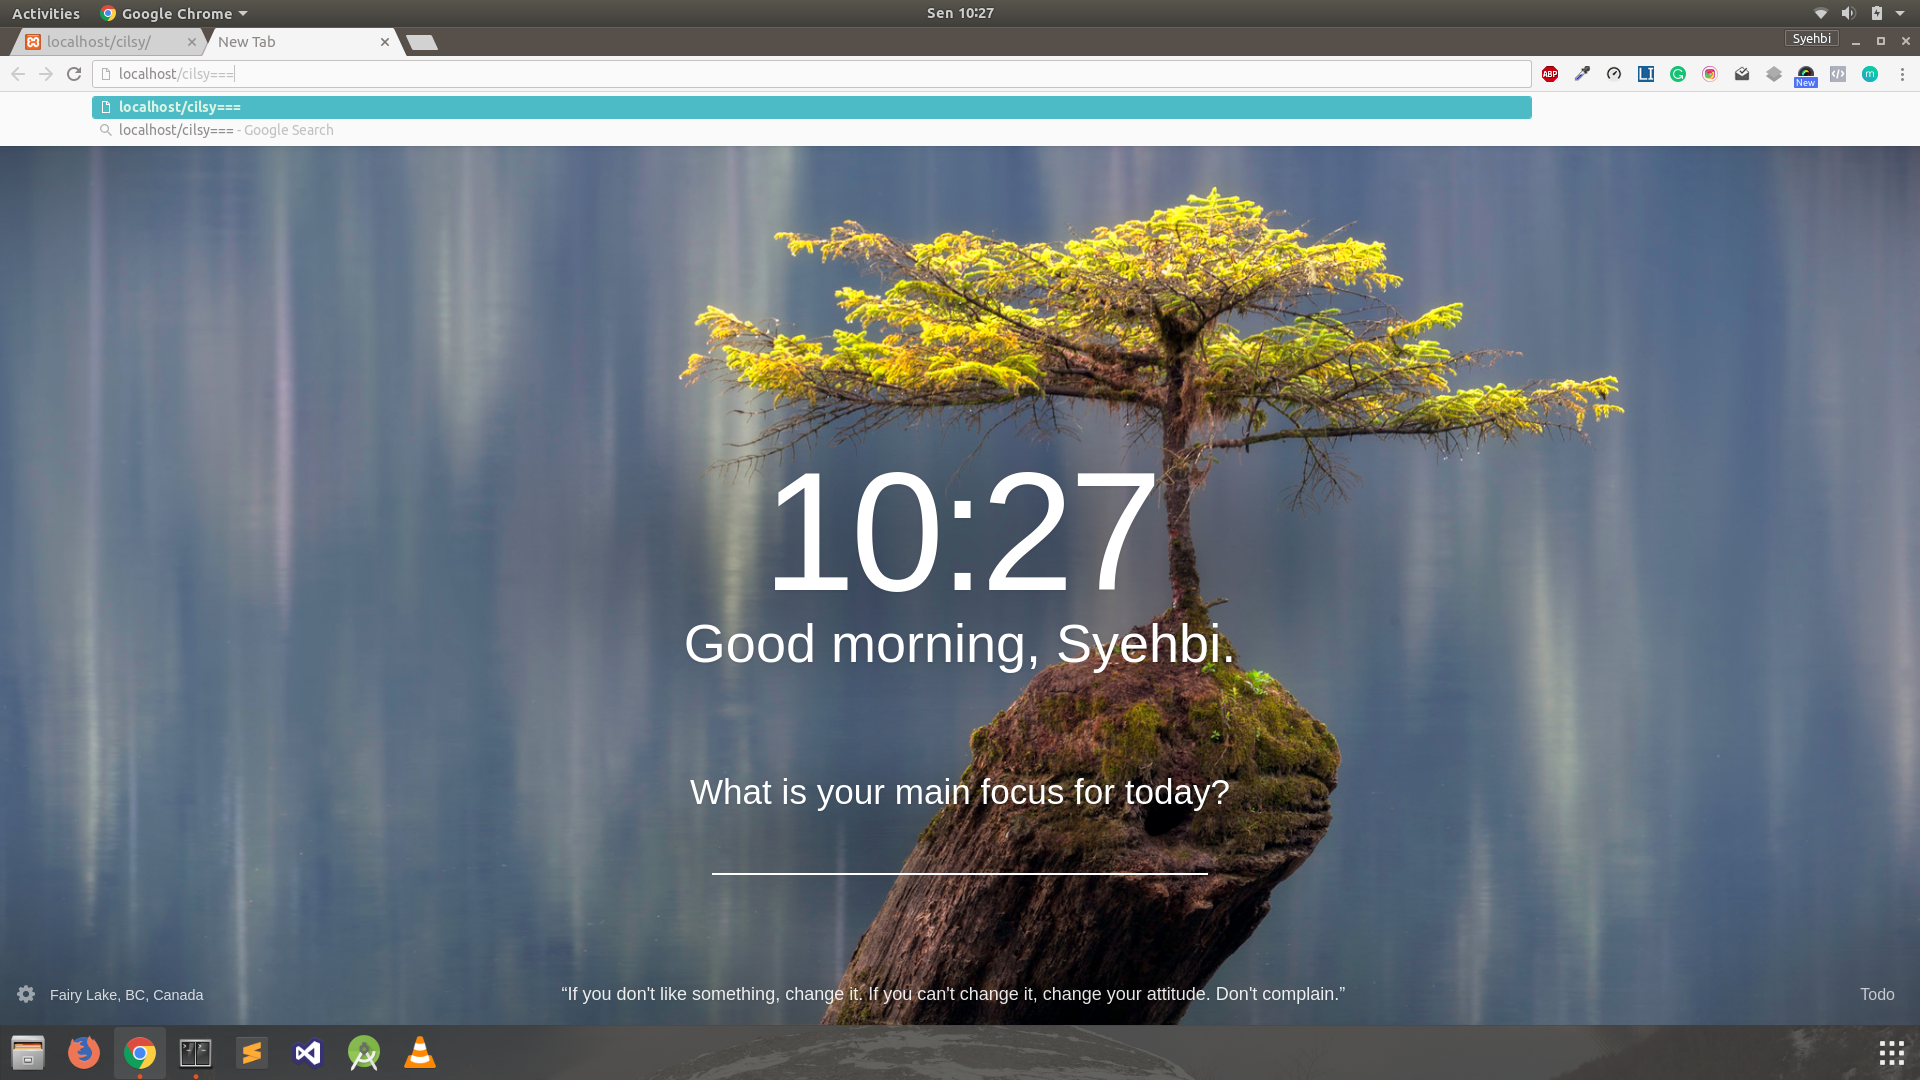 Activities
Google Chrome
Sen 10:27
localhost/cilsy/
New Tab
Syehbi
localhost/cilsy===
ABP
LI
New
m
localhost/cilsy===
localhost/cilsy=== - Google Search
10:27
Good morning, Syehbi.
What is your main focus for today?
Fairy Lake, BC, Canada
“If you don't like something, change it. If you can't change it, change your attitude. Don't complain.”
Todo